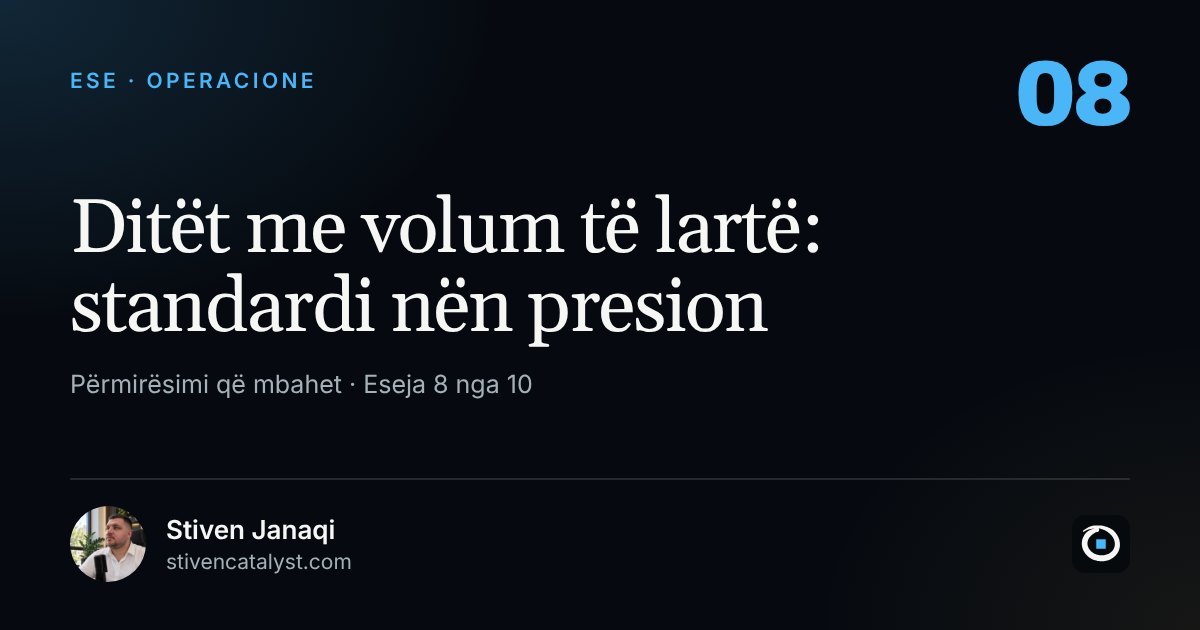 ESE · OPERACIONE
08
Ditët me volum të lartë:
standardi nën presion
Përmirësimi që mbahet · Eseja 8 nga 10
Stiven Janaqi
stivencatalyst.com